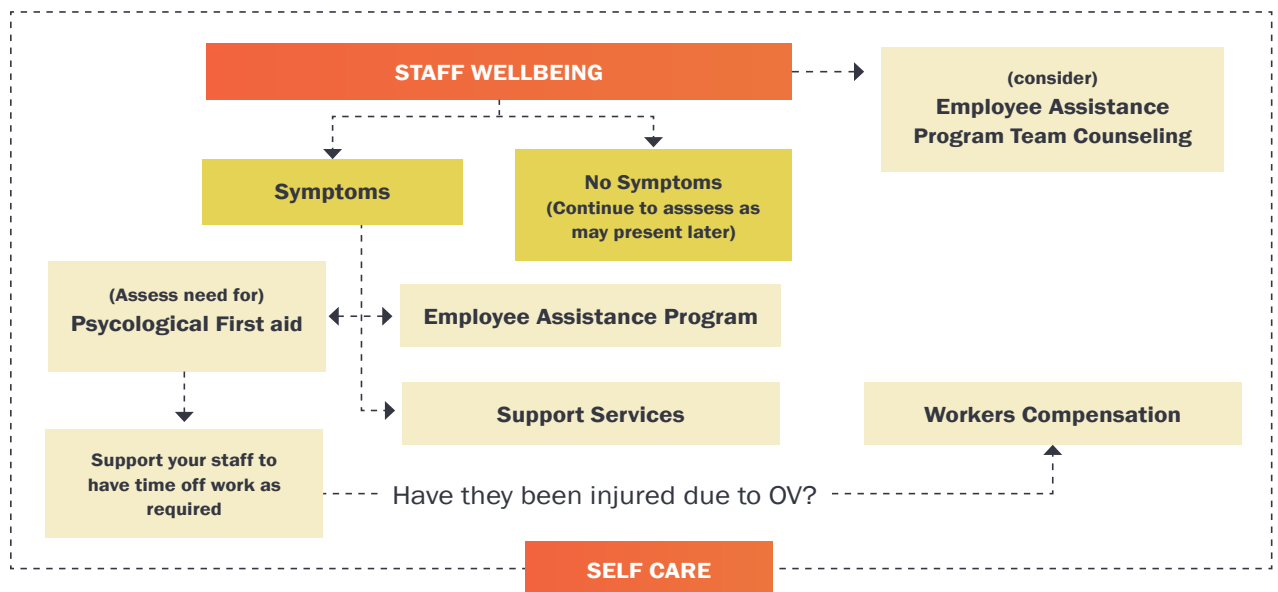 STAFF WELLBEING
(consider)
Employee Assistance
Program Team Counseling
Symptoms
No Symptoms
(Continue to asssess as
may present later)
(Assess need for)
Psycological First aid
Employee Assistance Program
Support Services
Workers Compensation
Support your staff to
have time off work as
required
Have they been injured due to OV?
SELF CARE